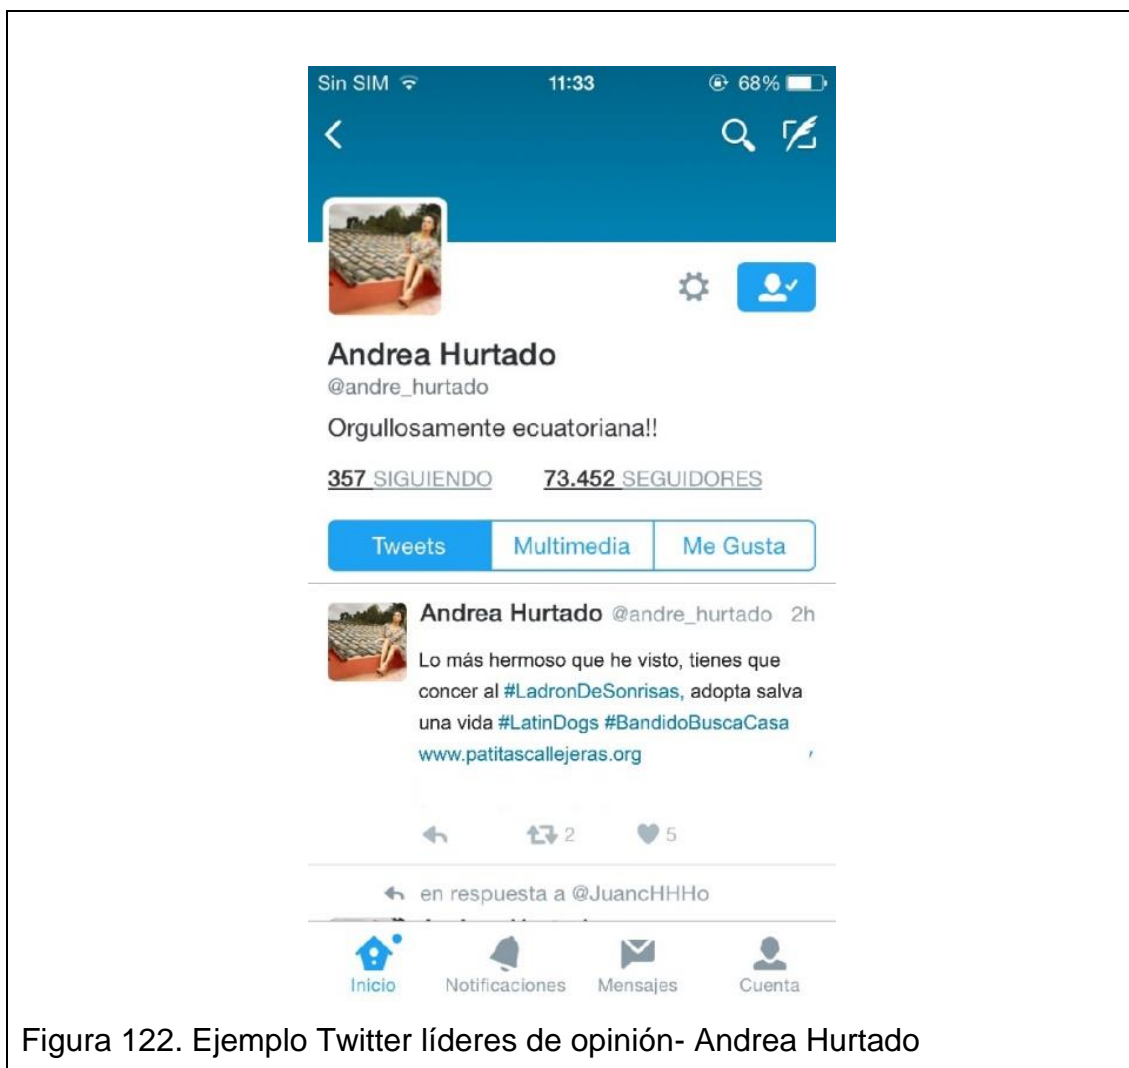 Sin SIM 11:33 68%
Andrea Hurtado
@andre_hurtado
Orgullosamente ecuatoriana!!
357 SIGUIENDO 73.452 SEGUIDORES
Tweets Multimedia Me Gusta
Andrea Hurtado @andre_hurtado 2h
Lo más hermoso que he visto, tienes que
concer al #LadronDeSonrisas, adopta salva
una vida #LatinDogs #BandidoBuscaCasa
www.patitascallejeras.org
2 5
en respuesta a @JuancHHHo
Inicio Notificaciones Mensajes Cuenta
Figura 122. Ejemplo Twitter líderes de opinión- Andrea Hurtado